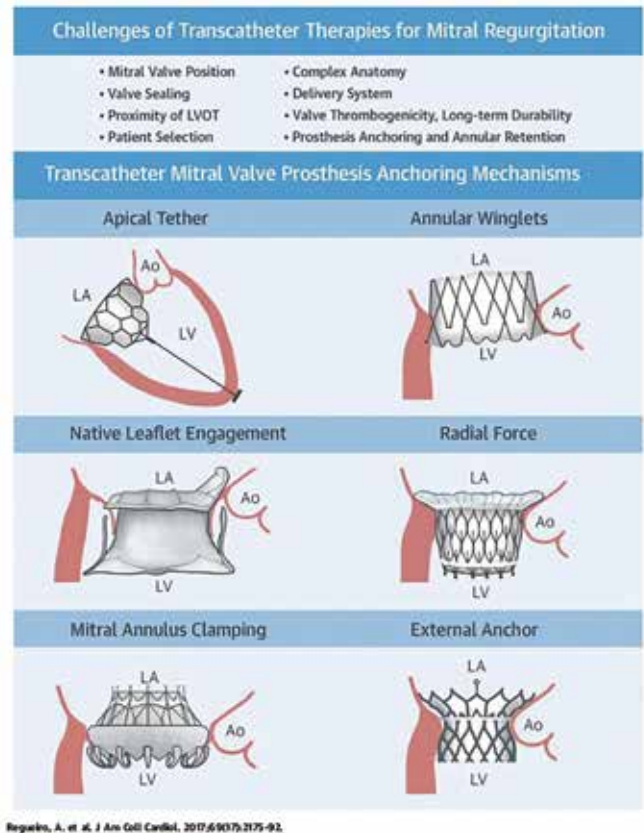 Challenges of Transcatheter Therapies for Mitral Regurgitation
• Mitral Valve Position
• Valve Sealing
• Proximity of LVOT
• Patient Selection
• Complex Anatomy
• Delivery System
• Valve Thrombogenicity, Long-term Durability
• Prosthesis Anchoring and Annular Retention
Transcatheter Mitral Valve Prosthesis Anchoring Mechanisms
Apical Tether
Ao
LA
LV
Annular Winglets
LA
Ao
LV
Native Leaflet Engagement
LA
Ao
LV
Radial Force
LA
Ao
LV
Mitral Annulus Clamping
LA
Ao
LV
External Anchor
LA
Ao
LV
Regueiro, A. et al. J Am Coll Cardiol. 2017;69(17):2175-92.